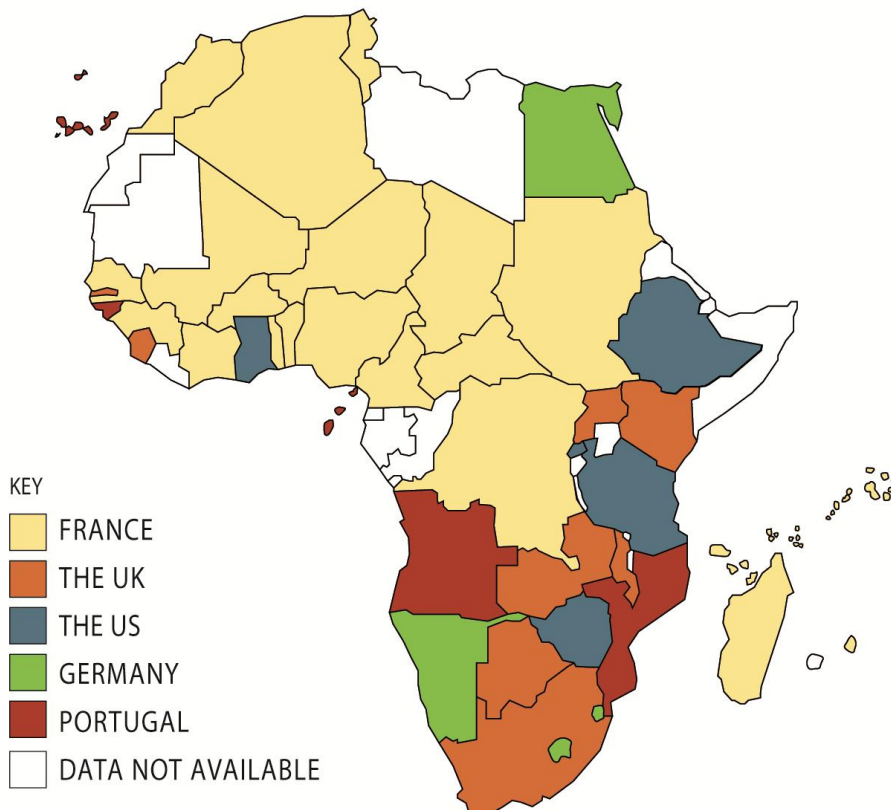 KEY
FRANCE
THE UK
THE US
GERMANY
PORTUGAL
DATA NOT AVAILABLE